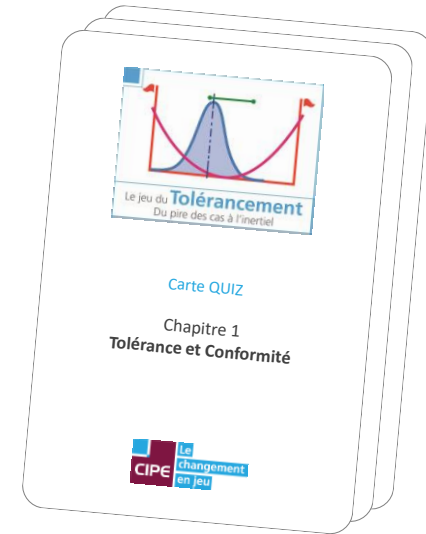 Le jeu du Tolérancement
Du pire des cas à l'inertiel
Carte QUIZ
Chapitre 1
Tolérance et Conformité
CIPE
Le
changement
en jeu